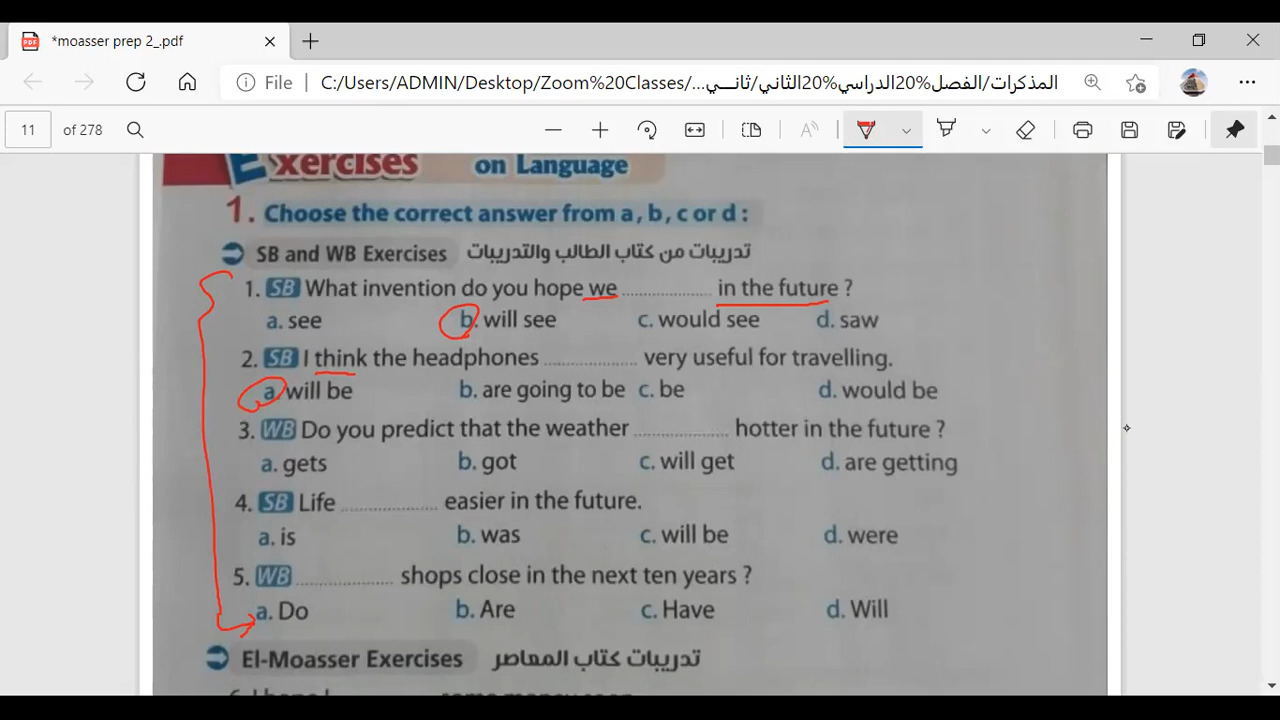 *moasser prep 2_.pdf
File C:/Users/ADMIN/Desktop/Zoom%20Classes/المذكرات/الفصل%20الدراسي%20الثاني/ثانـــي...
11 of 278
Exercises on Language
1. Choose the correct answer from a, b, c or d :
SB and WB Exercises تدريبات من كتاب الطالب والتدريبات
1. SB What invention do you hope we .................. in the future ?
a. see b. will see c. would see d. saw
2. SB I think the headphones .................. very useful for travelling.
a. will be b. are going to be c. be d. would be
3. WB Do you predict that the weather .................. hotter in the future ?
a. gets b. got c. will get d. are getting
4. SB Life .................. easier in the future.
a. is b. was c. will be d. were
5. WB .................. shops close in the next ten years ?
a. Do b. Are c. Have d. Will
El-Moasser Exercises تدريبات كتاب المعاصر